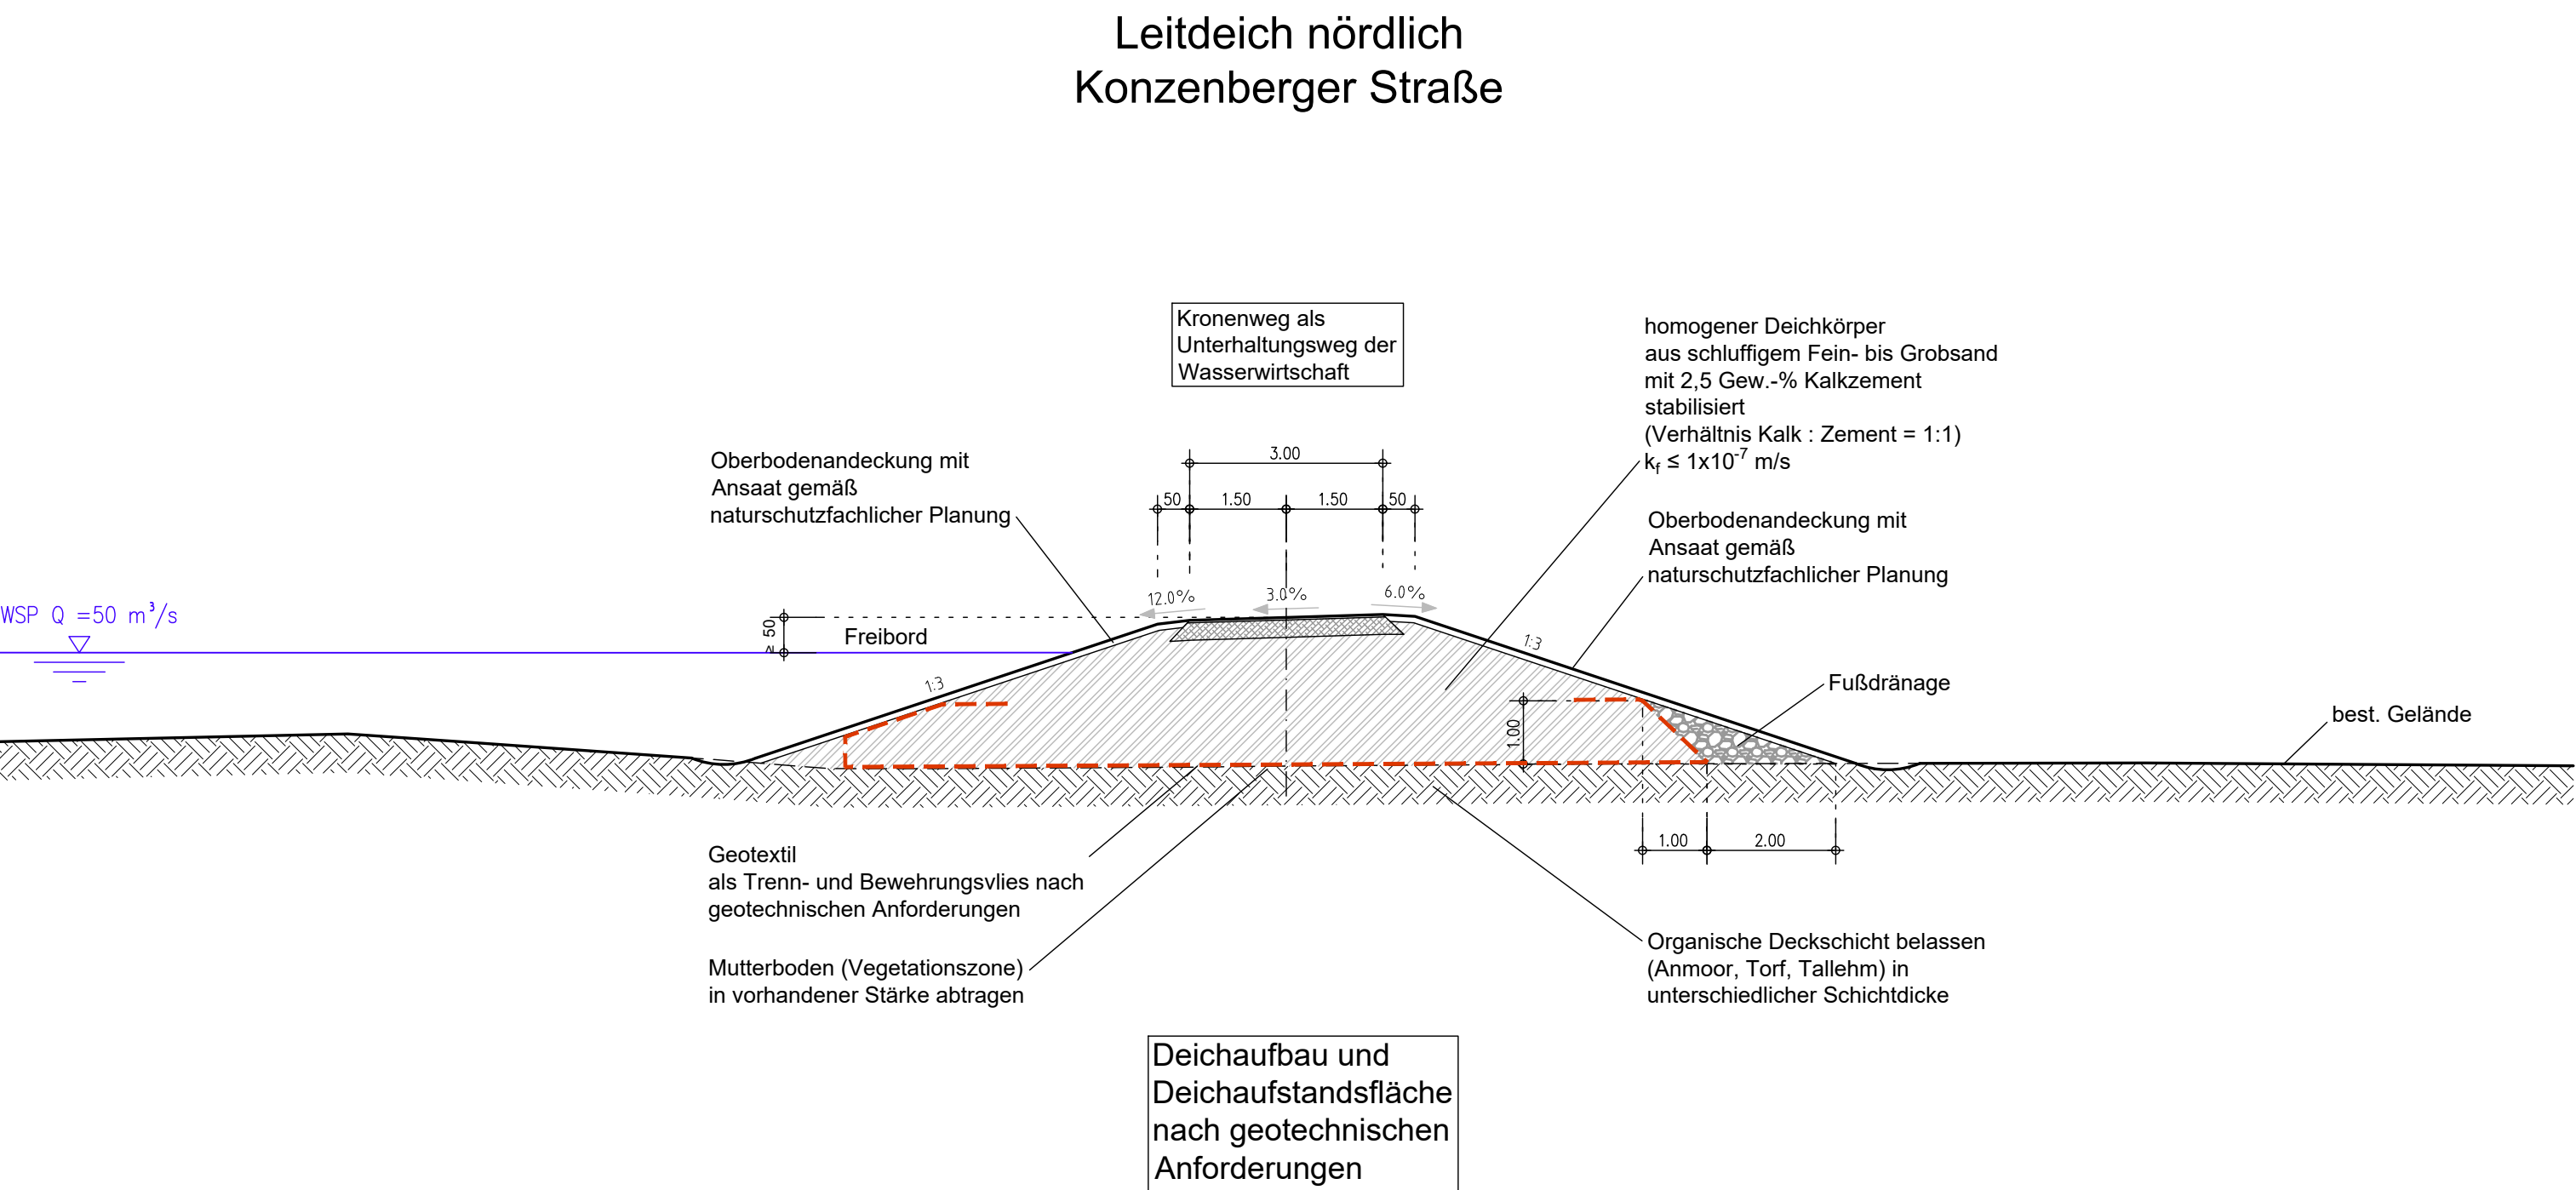 Leitdeich nördlich
Konzenberger Straße
Kronenweg als
Unterhaltungsweg der
Wasserwirtschaft
homogener Deichkörper
aus schluffigem Fein- bis Grobsand
mit 2,5 Gew.-% Kalkzement
stabilisiert
(Verhältnis Kalk : Zement = 1:1)
k_f ≤ 1x10⁻⁷ m/s
Oberbodenandeckung mit
Ansaat gemäß
naturschutzfachlicher Planung
3.00
50 1.50 1.50 50
Oberbodenandeckung mit
Ansaat gemäß
naturschutzfachlicher Planung
12.0% 3.0% 6.0%
WSP Q =50 m³/s
≥ 50
Freibord
1:3
1:3
Fußdränage
1.00
best. Gelände
1.00 2.00
Geotextil
als Trenn- und Bewehrungsvlies nach
geotechnischen Anforderungen
Mutterboden (Vegetationszone)
in vorhandener Stärke abtragen
Organische Deckschicht belassen
(Anmoor, Torf, Tallehm) in
unterschiedlicher Schichtdicke
Deichaufbau und
Deichaufstandsfläche
nach geotechnischen
Anforderungen